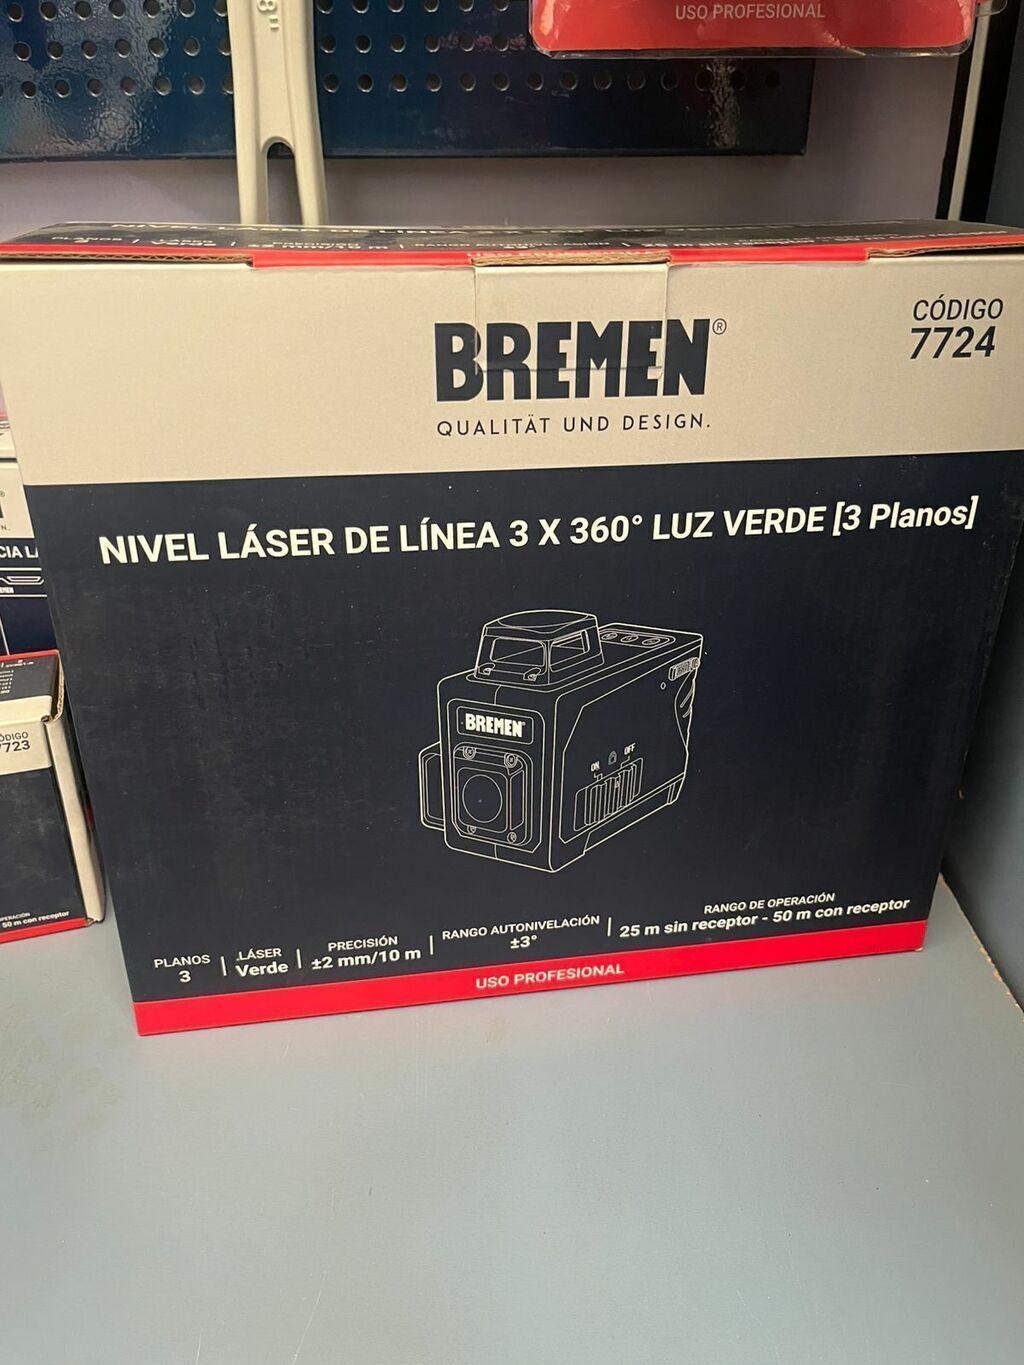 8"
USO PROFESIONAL
BREMEN®
QUALITÄT UND DESIGN.
CÓDIGO
7724
NIVEL LÁSER DE LÍNEA 3 X 360° LUZ VERDE [3 Planos]
BREMEN
ON OFF
PLANOS
3
LÁSER
Verde
PRECISIÓN
±2 mm/10 m
RANGO AUTONIVELACIÓN
±3°
RANGO DE OPERACIÓN
25 m sin receptor - 50 m con receptor
USO PROFESIONAL
7723
50 m con receptor